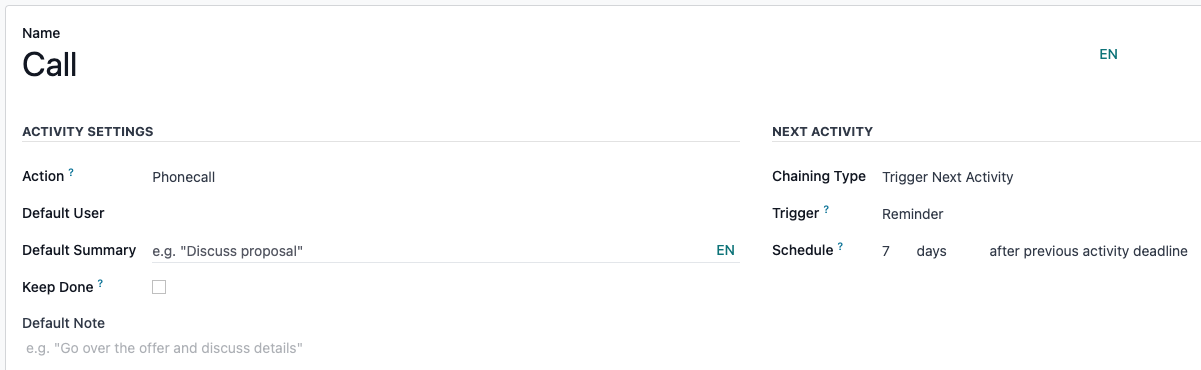 Name
Call
EN
ACTIVITY SETTINGS
Action ? Phonecall
Default User
Default Summary e.g. "Discuss proposal" EN
Keep Done ?
Default Note
e.g. "Go over the offer and discuss details"
NEXT ACTIVITY
Chaining Type Trigger Next Activity
Trigger ? Reminder
Schedule ? 7 days after previous activity deadline